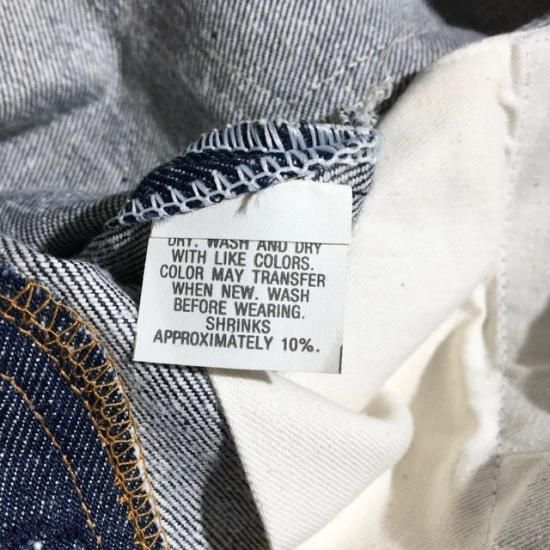 DRY. WASH AND DRY
WITH LIKE COLORS.
COLOR MAY TRANSFER
WHEN NEW. WASH
BEFORE WEARING.
SHRINKS
APPROXIMATELY 10%.